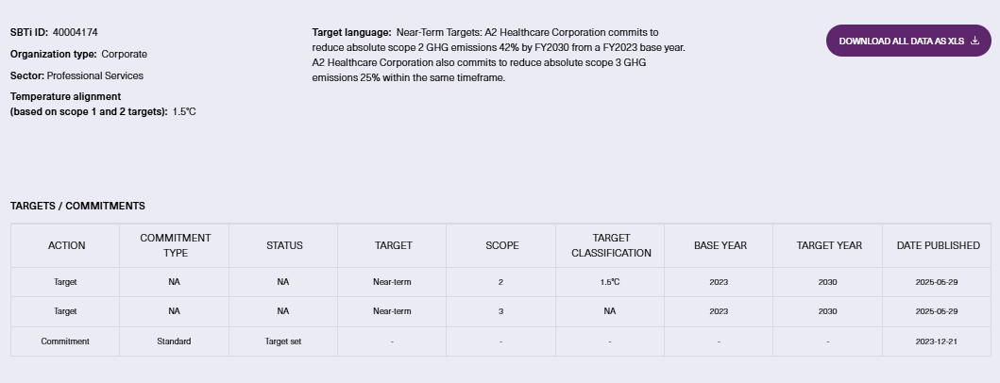 SBTi ID: 40004174
Organization type: Corporate
Sector: Professional Services
Temperature alignment
(based on scope 1 and 2 targets): 1.5°C
Target language: Near-Term Targets: A2 Healthcare Corporation commits to
reduce absolute scope 2 GHG emissions 42% by FY2030 from a FY2023 base year.
A2 Healthcare Corporation also commits to reduce absolute scope 3 GHG
emissions 25% within the same timeframe.
DOWNLOAD ALL DATA AS XLS
TARGETS / COMMITMENTS
ACTION COMMITMENT TYPE STATUS TARGET SCOPE TARGET CLASSIFICATION BASE YEAR TARGET YEAR DATE PUBLISHED
Target NA NA Near-term 2 1.5°C 2023 2030 2025-05-29
Target NA NA Near-term 3 NA 2023 2030 2025-05-29
Commitment Standard Target set - - - - - 2023-12-21